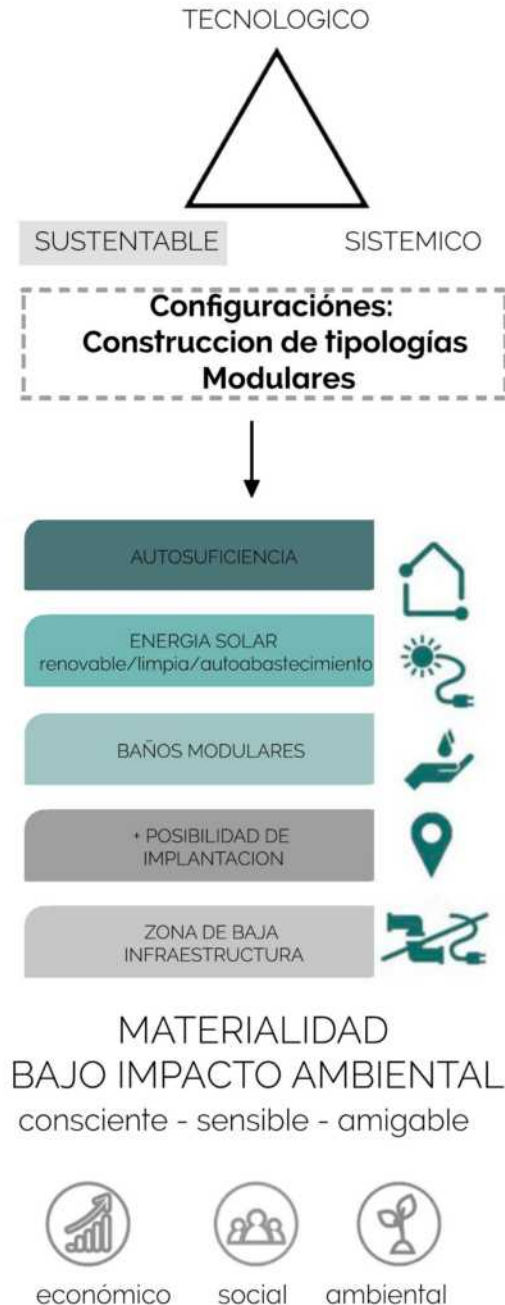 TECNOLOGICO
SUSTENTABLE
SISTEMICO
Configuraciónes:
Construccion de tipologías
Modulares
AUTOSUFICIENCIA
ENERGIA SOLAR
renovable/limpia/autoabastecimiento
BAÑOS MODULARES
+ POSIBILIDAD DE
IMPLANTACION
ZONA DE BAJA
INFRAESTRUCTURA
MATERIALIDAD
BAJO IMPACTO AMBIENTAL
consciente - sensible - amigable
económico
social
ambiental